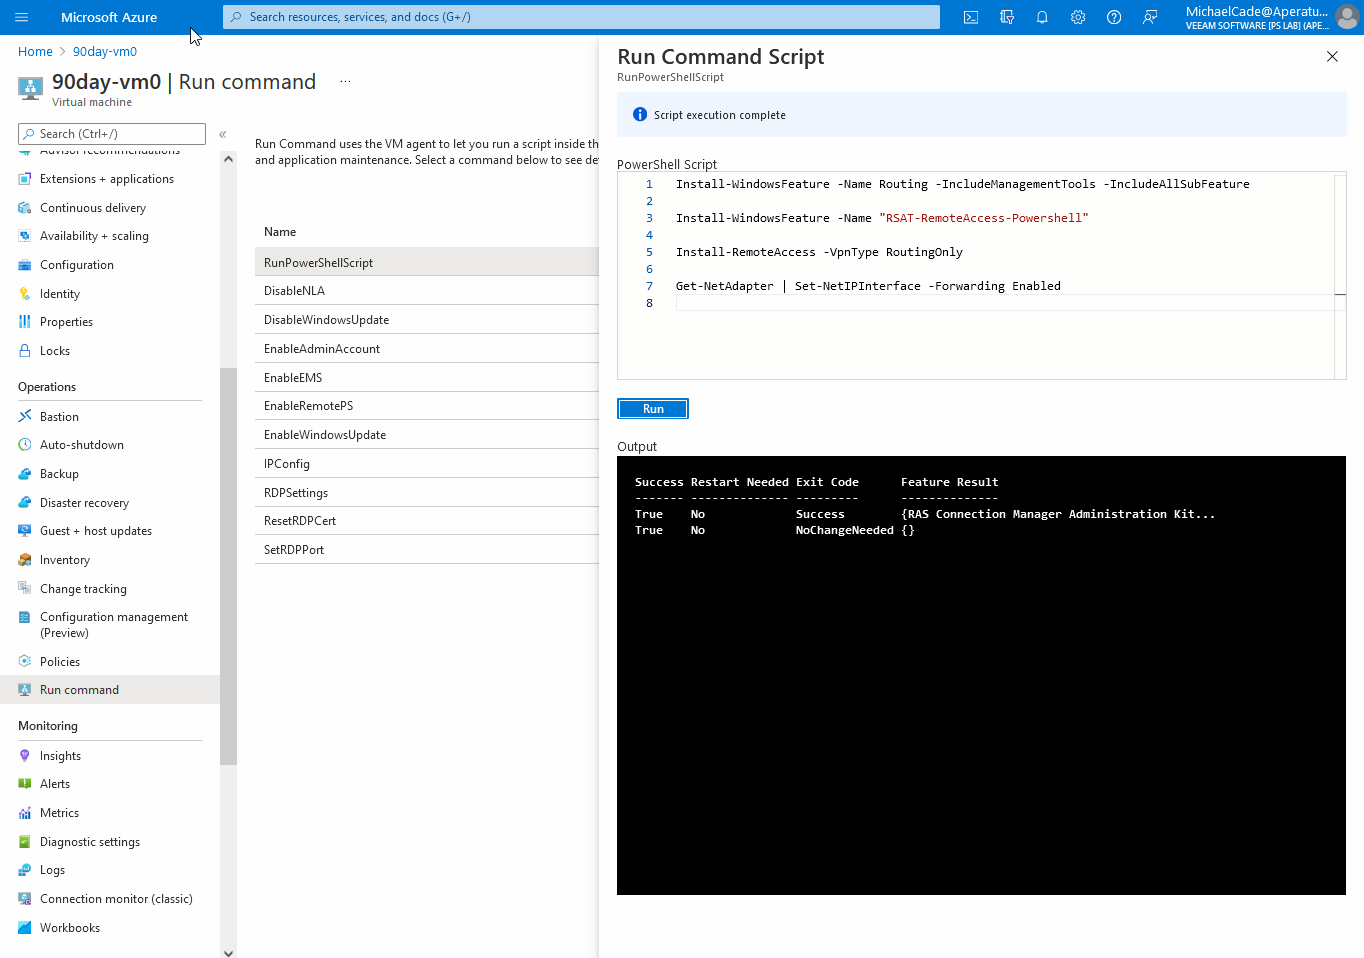 Microsoft Azure
Search resources, services, and docs (G+/)
MichaelCade@Aperatu...
VEEAM SOFTWARE [PS LAB] (APE...
Home > 90day-vm0
90day-vm0 | Run command ...
Virtual machine
Search (Ctrl+/)
«
Advisor recommendations
Extensions + applications
Continuous delivery
Availability + scaling
Configuration
Identity
Properties
Locks
Operations
Bastion
Auto-shutdown
Backup
Disaster recovery
Guest + host updates
Inventory
Change tracking
Configuration management
(Preview)
Policies
Run command
Monitoring
Insights
Alerts
Metrics
Diagnostic settings
Logs
Connection monitor (classic)
Workbooks
Run Command uses the VM agent to let you run a script inside th
and application maintenance. Select a command below to see de
Name
RunPowerShellScript
DisableNLA
DisableWindowsUpdate
EnableAdminAccount
EnableEMS
EnableRemotePS
EnableWindowsUpdate
IPConfig
RDPSettings
ResetRDPCert
SetRDPPort
Run Command Script
RunPowerShellScript
Script execution complete
PowerShell Script
1 Install-WindowsFeature -Name Routing -IncludeManagementTools -IncludeAllSubFeature
2
3 Install-WindowsFeature -Name "RSAT-RemoteAccess-Powershell"
4
5 Install-RemoteAccess -VpnType RoutingOnly
6
7 Get-NetAdapter | Set-NetIPInterface -Forwarding Enabled
8
Run
Output
Success Restart Needed Exit Code Feature Result
------- -------------- --------- --------------
True No Success {RAS Connection Manager Administration Kit...
True No NoChangeNeeded {}